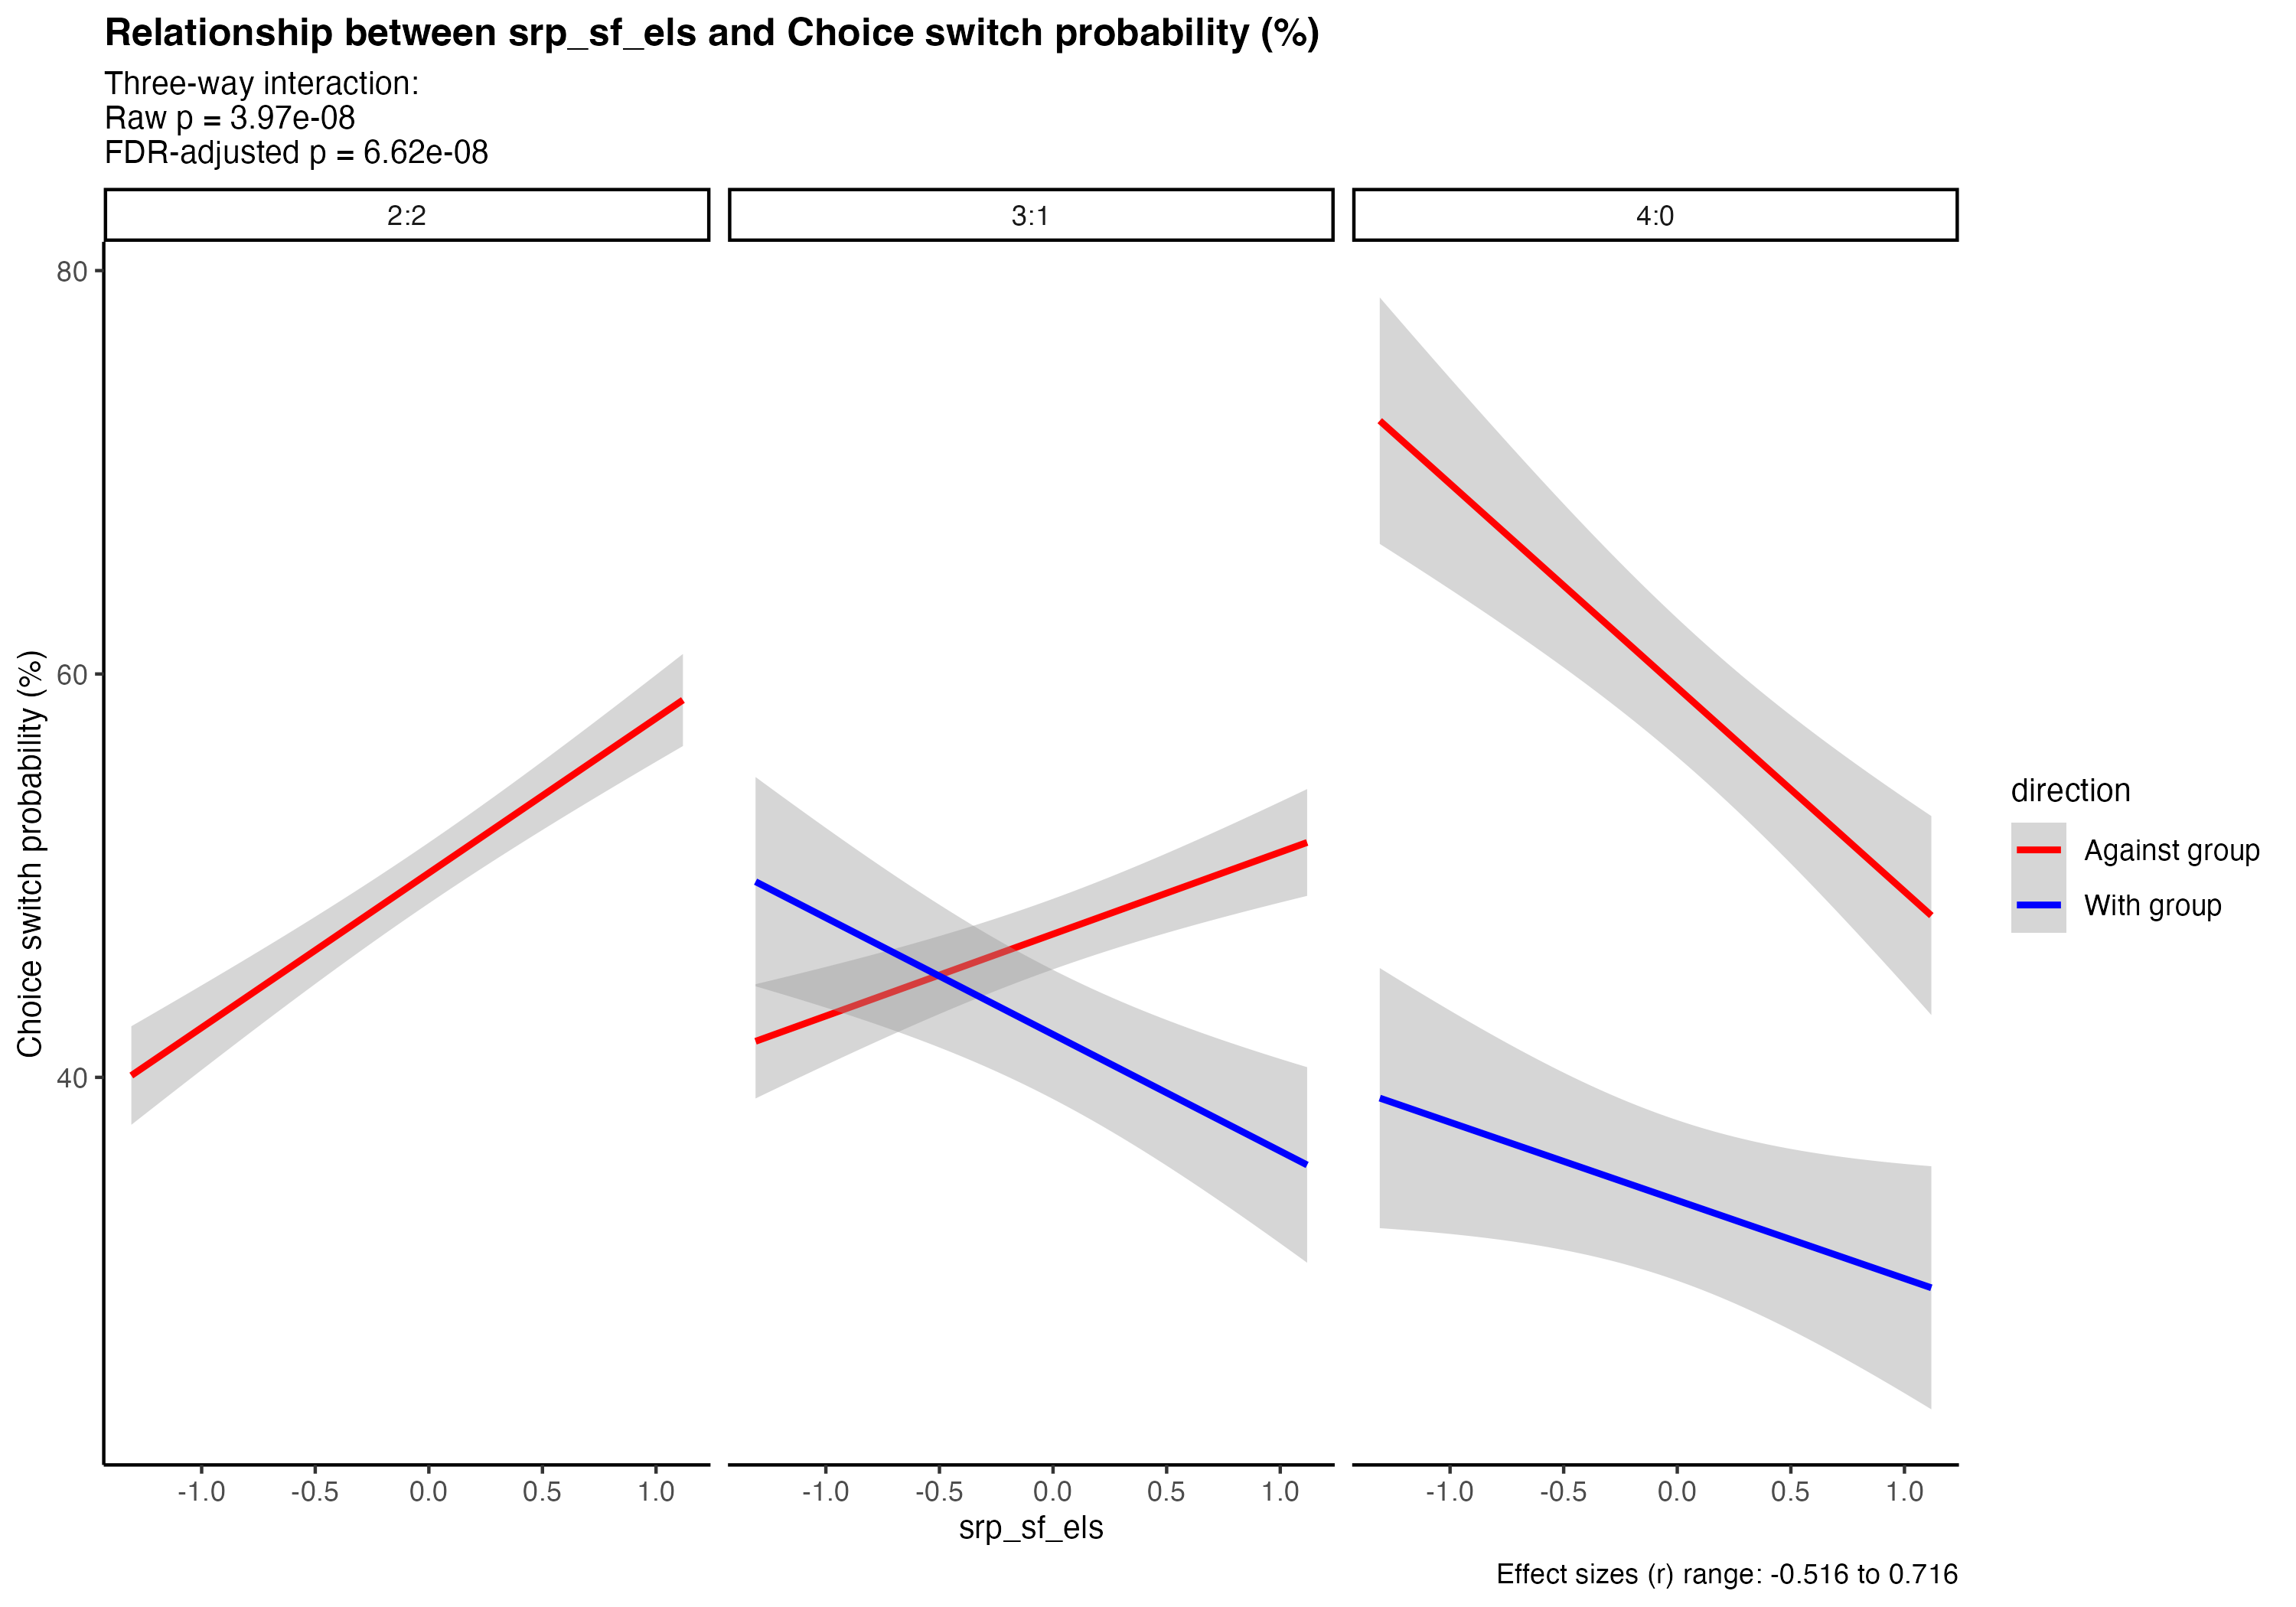 Relationship between srp_sf_els and Choice switch probability (%)
Three-way interaction:
Raw p = 3.97e-08
FDR-adjusted p = 6.62e-08
2:2
3:1
4:0
Choice switch probability (%)
80
60
40
-1.0 -0.5 0.0 0.5 1.0
-1.0 -0.5 0.0 0.5 1.0
-1.0 -0.5 0.0 0.5 1.0
srp_sf_els
direction
Against group
With group
Effect sizes (r) range: -0.516 to 0.716